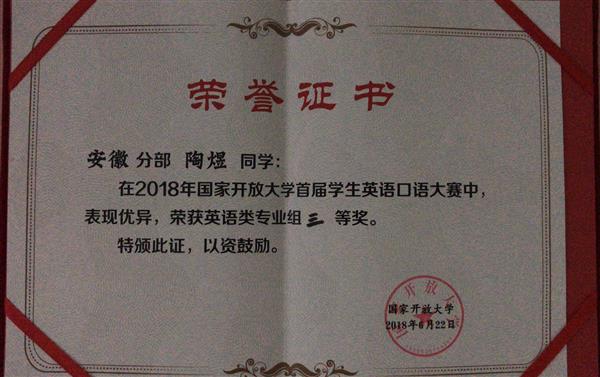 荣誉证书
安徽分部 陶煜 同学：
在2018年国家开放大学首届学生英语口语大赛中，
表现优异，荣获英语类专业组 三 等奖。
特颁此证，以资鼓励。
国家开放大学
2018年6月22日